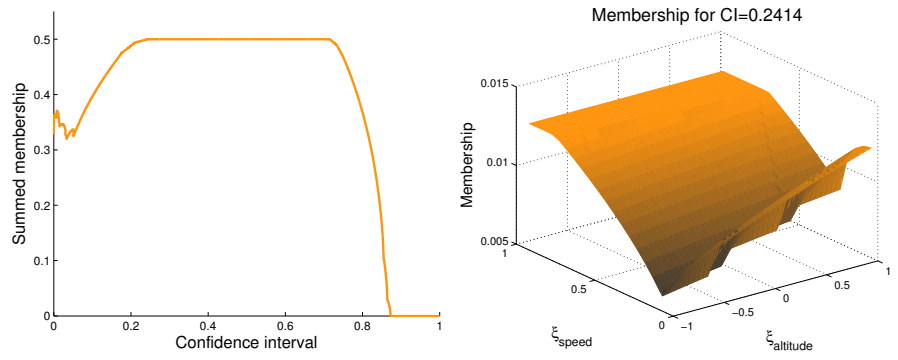 0.5
0.4
0.3
0.2
0.1
0
Summed membership
0 0.2 0.4 0.6 0.8 1
Confidence interval
Membership for CI=0.2414
0.015
0.01
0.005
Membership
1
0.5
0
ξspeed
−1
−0.5
0
0.5
1
ξaltitude